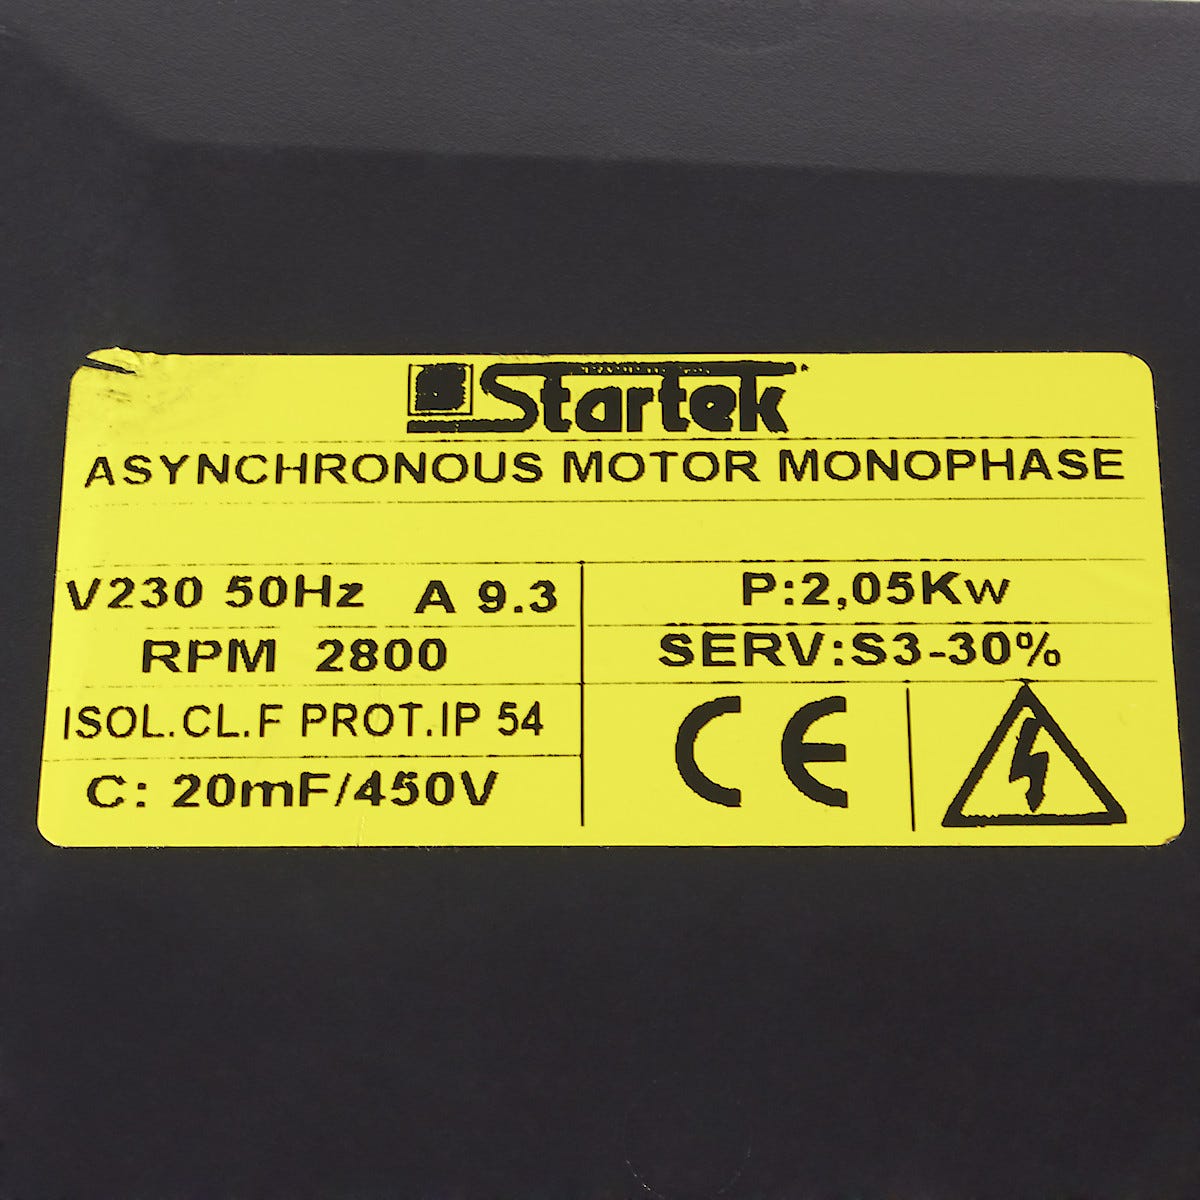 Startek
ASYNCHRONOUS MOTOR MONOPHASE
V230 50Hz A 9.3
P:2,05Kw
RPM 2800
SERV:S3-30%
ISOL.CL.F PROT.IP 54
C: 20mF/450V
CE